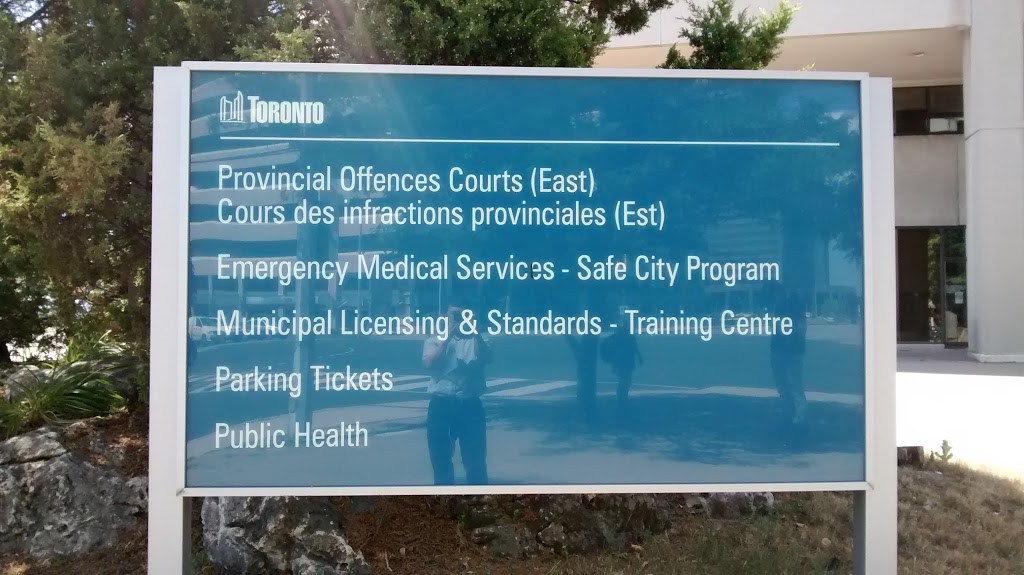 TORONTO
Provincial Offences Courts (East)
Cours des infractions provinciales (Est)
Emergency Medical Services - Safe City Program
Municipal Licensing & Standards - Training Centre
Parking Tickets
Public Health